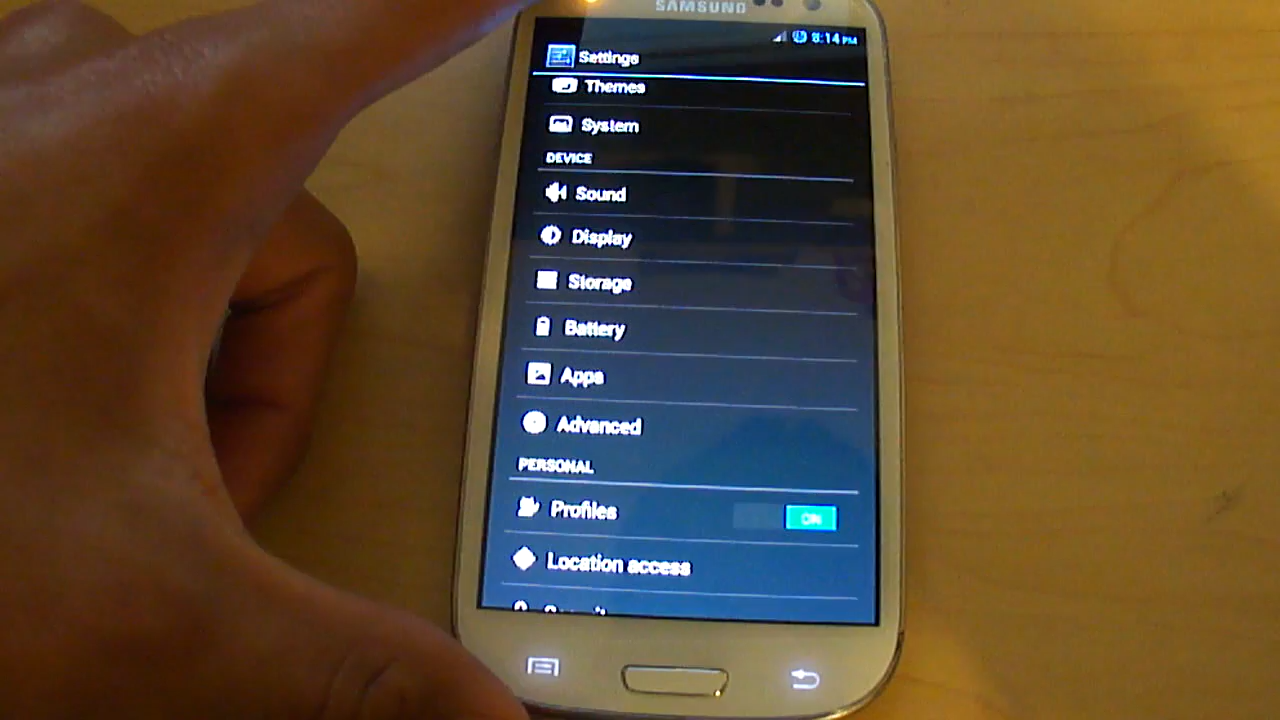 SAMSUNG
8:14 PM
Settings
Themes
System
DEVICE
Sound
Display
Storage
Battery
Apps
Advanced
PERSONAL
Profiles ON
Location access